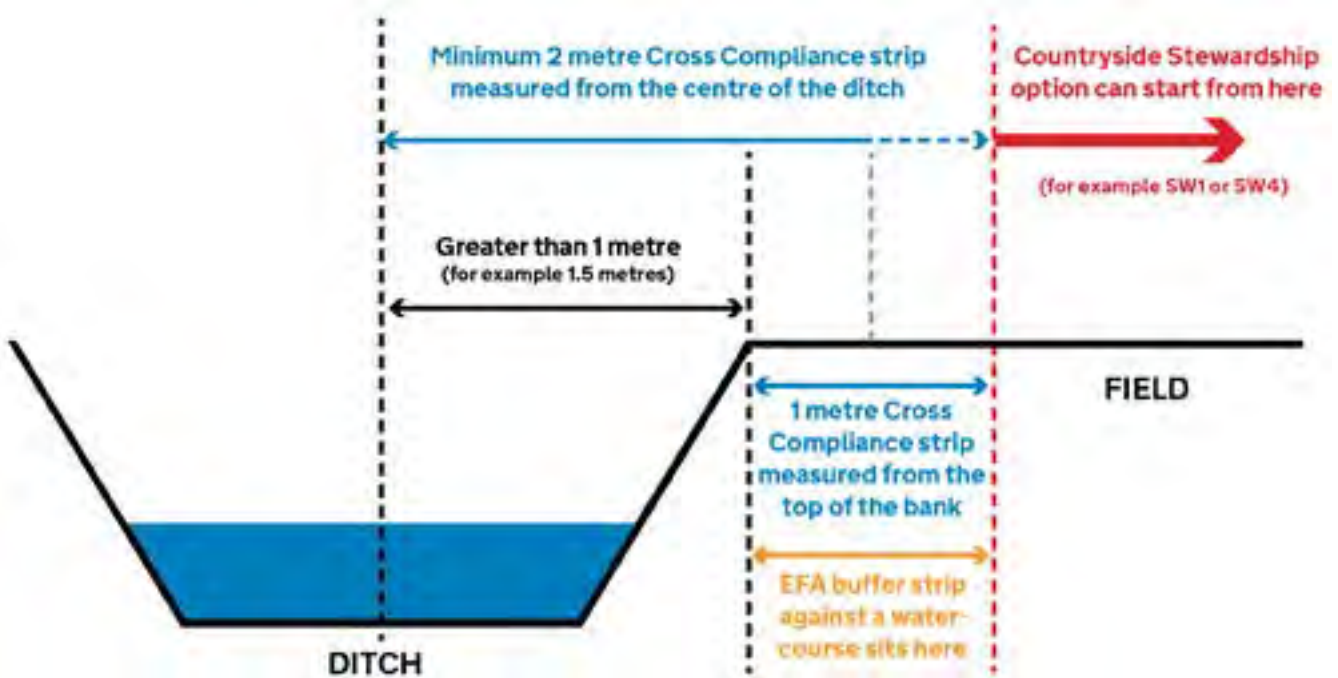 Minimum 2 metre Cross Compliance strip
measured from the centre of the ditch
Countryside Stewardship
option can start from here
(for example SW1 or SW4)
Greater than 1 metre
(for example 1.5 metres)
FIELD
1 metre Cross
Compliance strip
measured from the
top of the bank
EFA buffer strip
against a water-
course sits here
DITCH